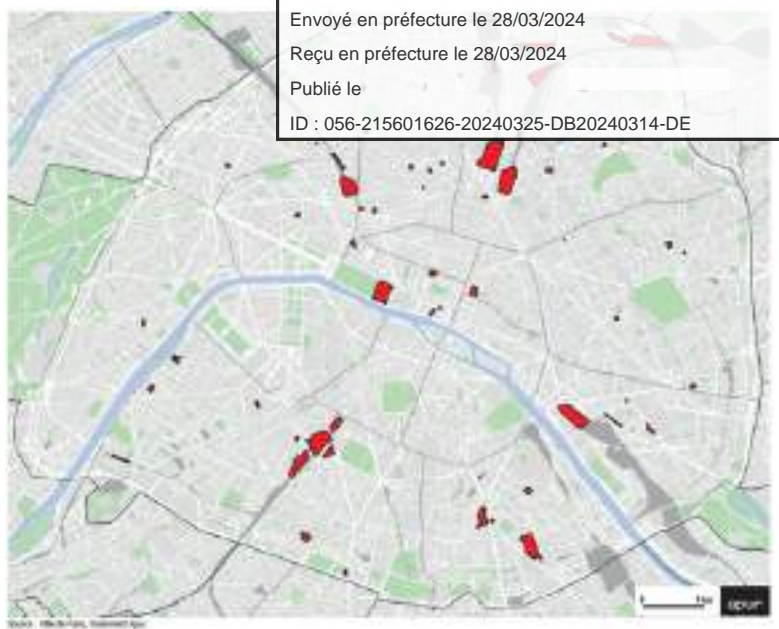 Envoyé en préfecture le 28/03/2024
Reçu en préfecture le 28/03/2024
Publié le
ID : 056-215601626-20240325-DB20240314-DE
apur